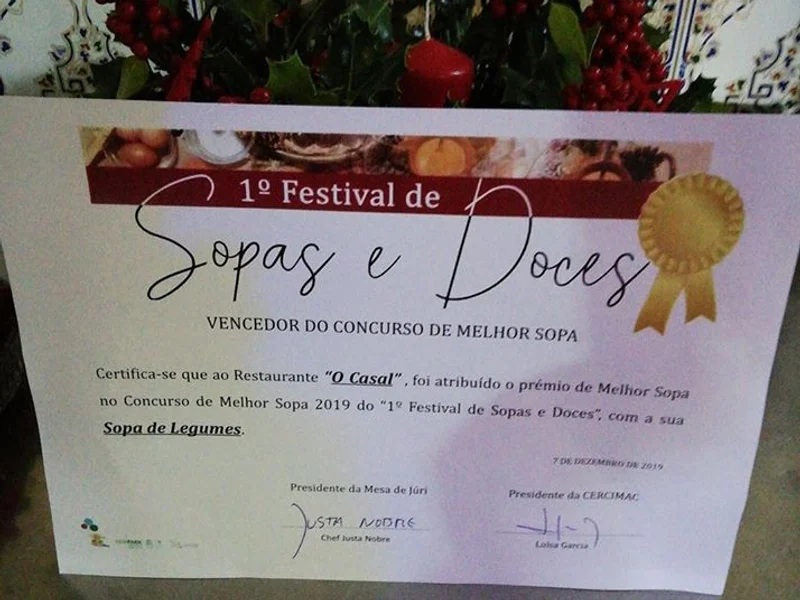 1º Festival de
Sopas e Doces
VENCEDOR DO CONCURSO DE MELHOR SOPA
Certifica-se que ao Restaurante "O Casal", foi atribuído o prémio de Melhor Sopa
no Concurso de Melhor Sopa 2019 do "1º Festival de Sopas e Doces", com a sua
Sopa de Legumes.
7 DE DEZEMBRO DE 2019
Presidente da Mesa de Júri
Presidente da CERCIMAC
JUSTA NOBRE
Chef Justa Nobre
Loisa Garcia